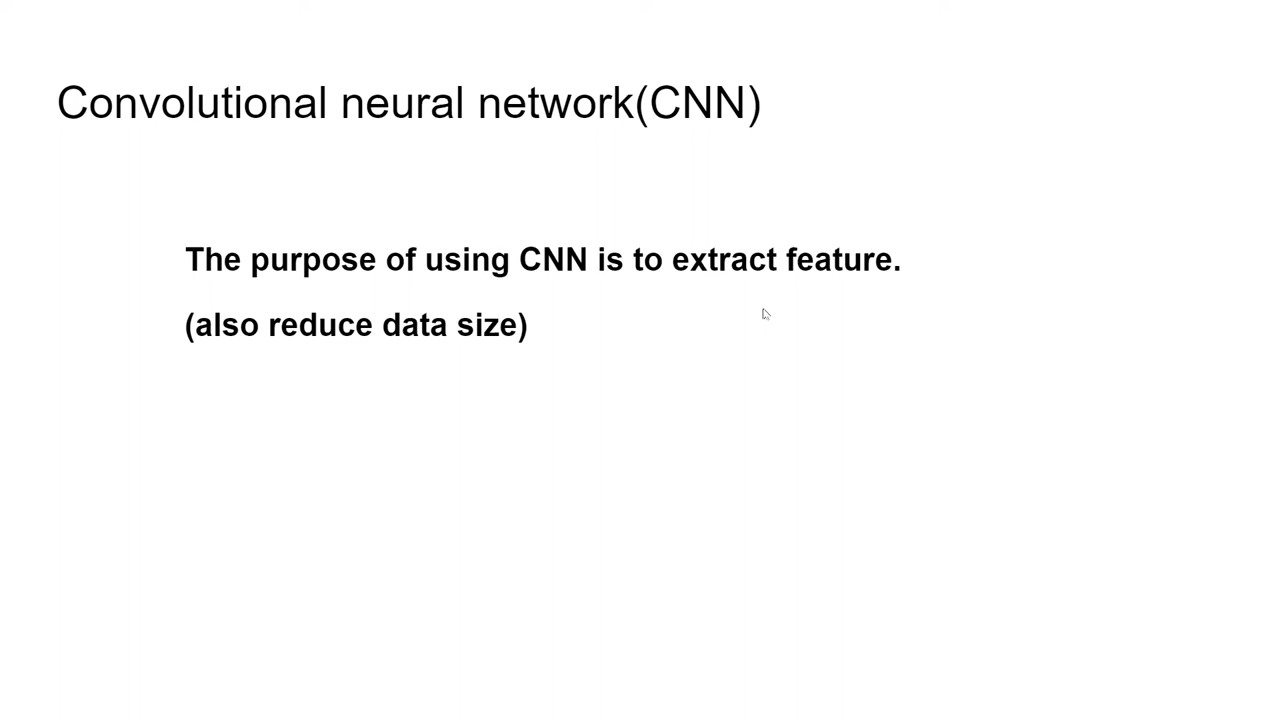 Convolutional neural network(CNN)
The purpose of using CNN is to extract feature.
(also reduce data size)